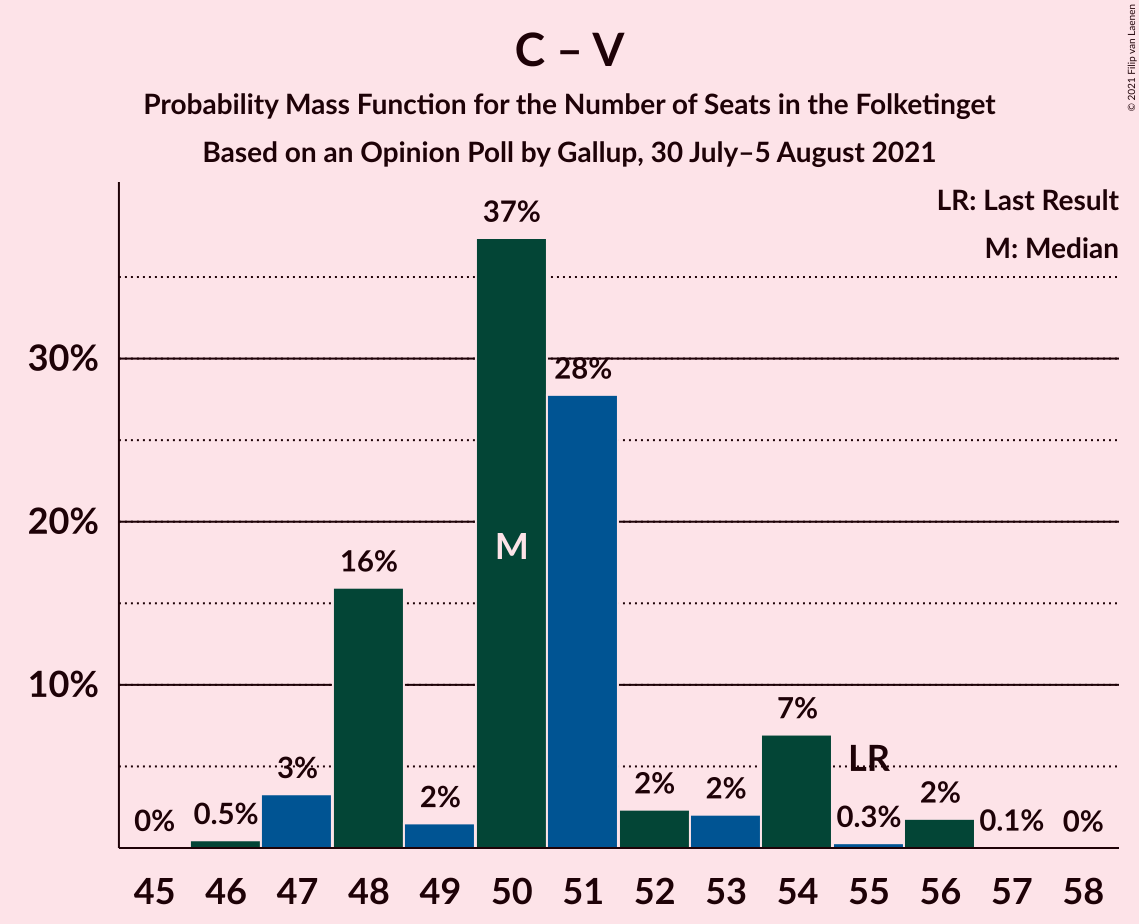 C – V
Probability Mass Function for the Number of Seats in the Folketinget
Based on an Opinion Poll by Gallup, 30 July–5 August 2021
© 2021 Filip van Laenen
LR: Last Result
M: Median
37%
30%
28%
20%
M
16%
10%
7%
LR
3%
2%
2%
2%
2%
0%
0.5%
0.3%
0.1%
0%
45 46 47 48 49 50 51 52 53 54 55 56 57 58